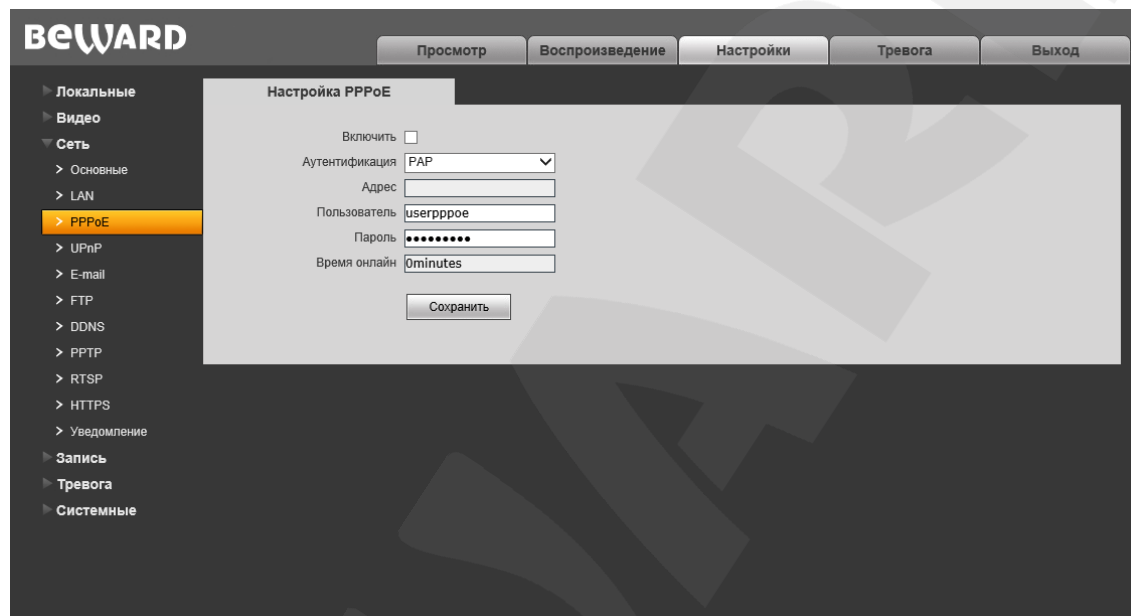 BEWARD
Просмотр
Воспроизведение
Настройки
Тревога
Выход
Локальные
Видео
Сеть
Основные
LAN
PPPoE
UPnP
E-mail
FTP
DDNS
PPTP
RTSP
HTTPS
Уведомление
Запись
Тревога
Системные
Настройка PPPoE
Включить
Аутентификация PAP
Адрес
Пользователь userpppoe
Пароль •••••••••
Время онлайн 0minutes
Сохранить